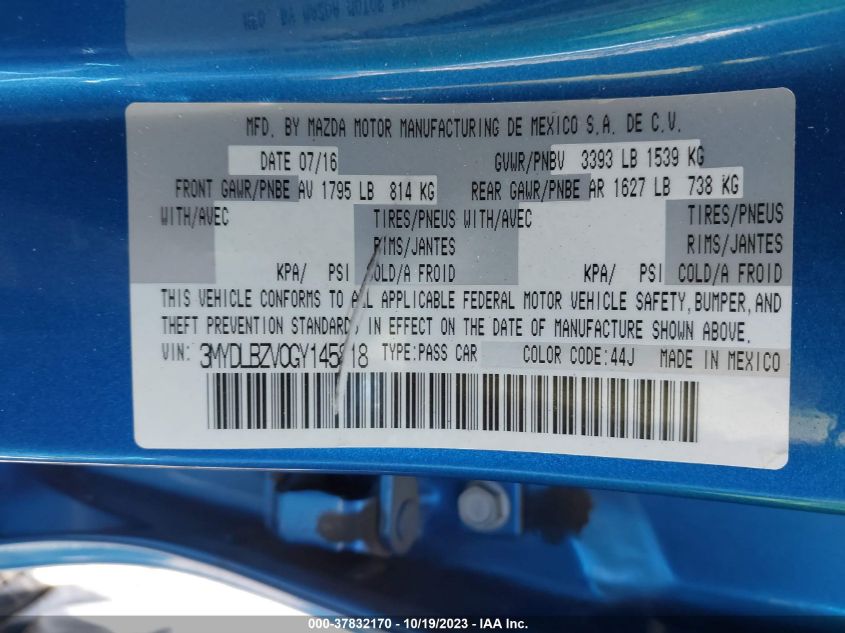 MFD. BY MAZDA MOTOR MANUFACTURING DE MEXICO S.A. DE C.V.
DATE 07/16 GVWR/PNBV 3393 LB 1539 KG
FRONT GAWR/PNBE AV 1795 LB 814 KG REAR GAWR/PNBE AR 1627 LB 738 KG
WITH/AVEC TIRES/PNEUS WITH/AVEC TIRES/PNEUS
RIMS/JANTES RIMS/JANTES
KPA/ PSI COLD/A FROID KPA/ PSI COLD/A FROID
THIS VEHICLE CONFORMS TO ALL APPLICABLE FEDERAL MOTOR VEHICLE SAFETY, BUMPER, AND
THEFT PREVENTION STANDARDS IN EFFECT ON THE DATE OF MANUFACTURE SHOWN ABOVE.
VIN: 3MYDLBZV0GY145818 TYPE:PASS CAR COLOR CODE:44J MADE IN MEXICO
000-37832170 | 10/19/2023 | IAA Inc.